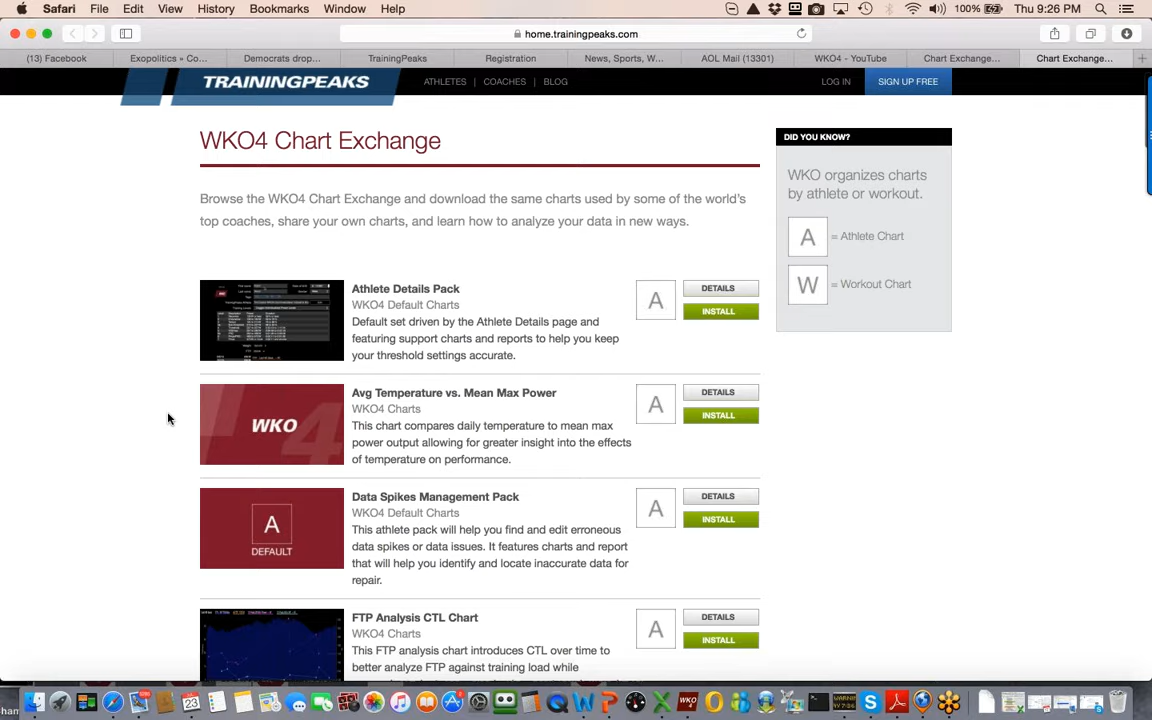 Safari File Edit View History Bookmarks Window Help 100% Thu 9:26 PM
home.trainingpeaks.com
(13) Facebook Exopolitics » Co... Democrats drop... TrainingPeaks Registration News, Sports, W... AOL Mail (13301) WKO4 - YouTube Chart Exchange... Chart Exchange...
TRAININGPEAKS ATHLETES | COACHES | BLOG LOG IN SIGN UP FREE
WKO4 Chart Exchange
Browse the WKO4 Chart Exchange and download the same charts used by some of the world's
top coaches, share your own charts, and learn how to analyze your data in new ways.
DID YOU KNOW?
WKO organizes charts
by athlete or workout.
A = Athlete Chart
W = Workout Chart
Athlete Details Pack
WKO4 Default Charts
Default set driven by the Athlete Details page and
featuring support charts and reports to help you keep
your threshold settings accurate.
A
DETAILS
INSTALL
WKO
4
Avg Temperature vs. Mean Max Power
WKO4 Charts
This chart compares daily temperature to mean max
power output allowing for greater insight into the effects
of temperature on performance.
A
DETAILS
INSTALL
A
DEFAULT
Data Spikes Management Pack
WKO4 Default Charts
This athlete pack will help you find and edit erroneous
data spikes or data issues. It features charts and report
that will help you identify and locate inaccurate data for
repair.
A
DETAILS
INSTALL
FTP Analysis CTL Chart
WKO4 Charts
This FTP analysis chart introduces CTL over time to
better analyze FTP against training load while
A
DETAILS
INSTALL
23
WKO